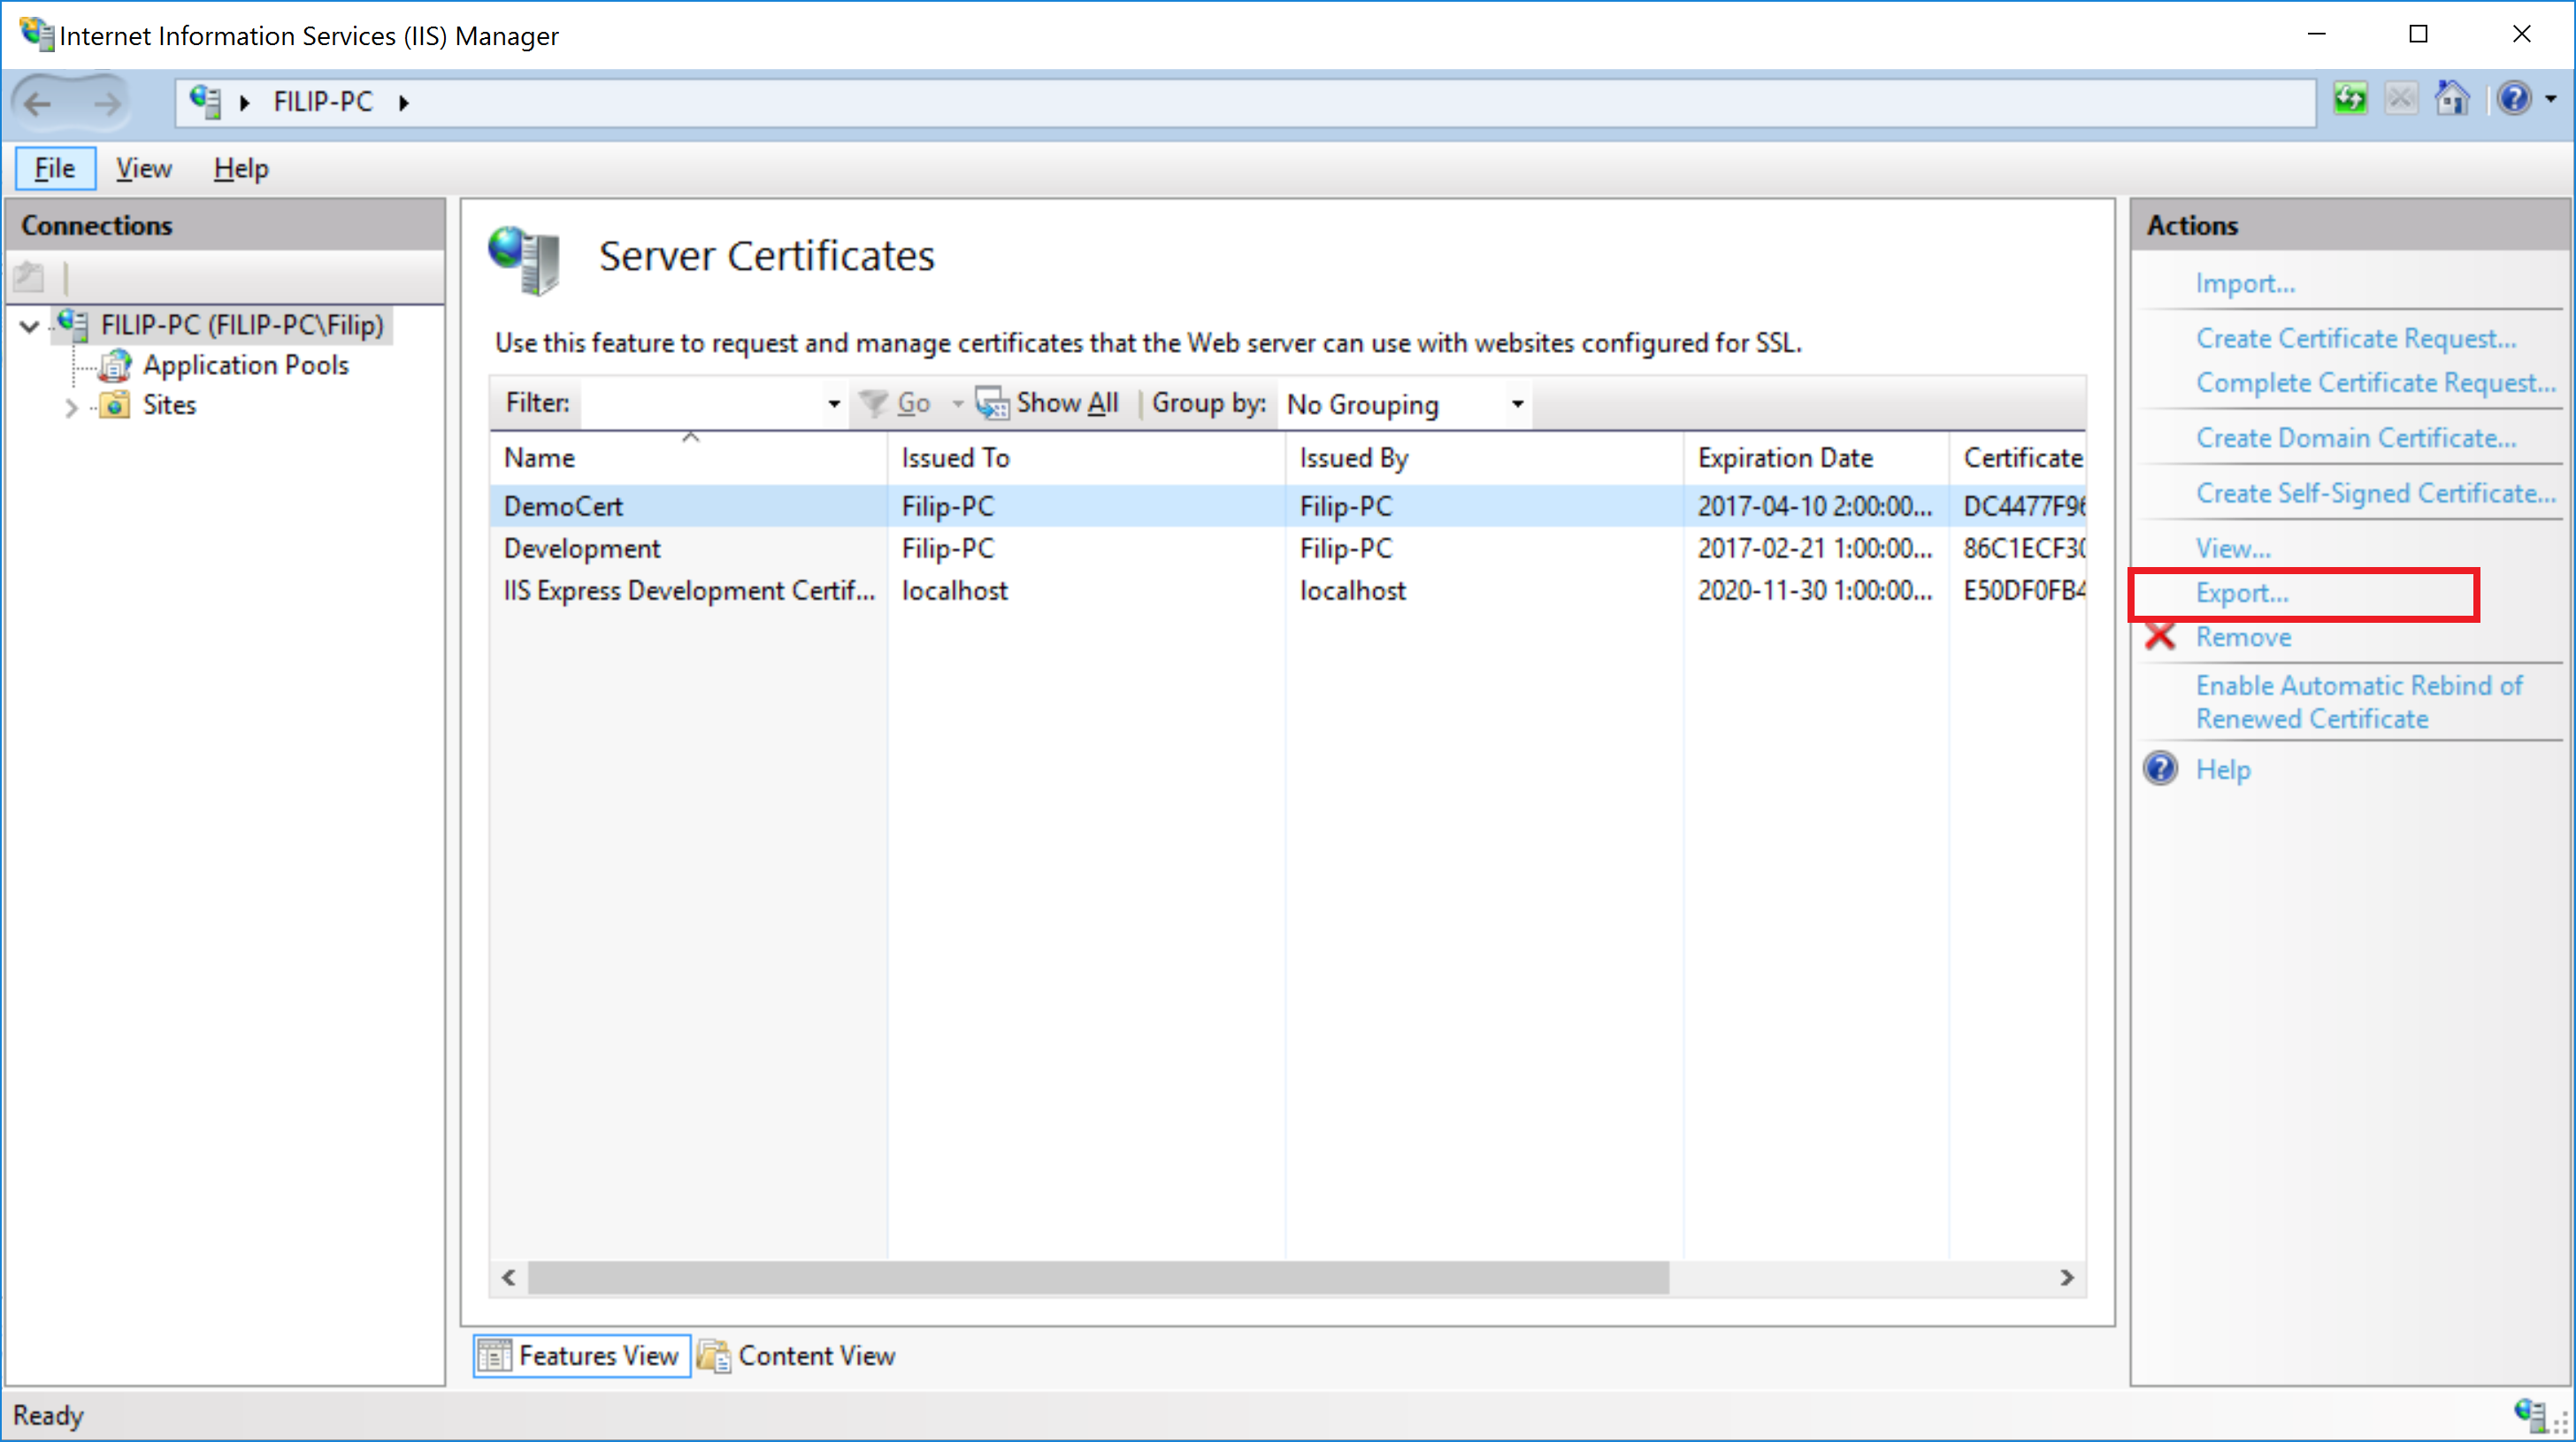 Internet Information Services (IIS) Manager
FILIP-PC
File View Help
Connections
FILIP-PC (FILIP-PC\Filip)
Application Pools
Sites
Server Certificates
Use this feature to request and manage certificates that the Web server can use with websites configured for SSL.
Filter: Go Show All Group by: No Grouping
Name Issued To Issued By Expiration Date Certificate
DemoCert Filip-PC Filip-PC 2017-04-10 2:00:00... DC4477F96
Development Filip-PC Filip-PC 2017-02-21 1:00:00... 86C1ECF30
IIS Express Development Certif... localhost localhost 2020-11-30 1:00:00... E50DF0FB4
Features View Content View
Actions
Import...
Create Certificate Request...
Complete Certificate Request...
Create Domain Certificate...
Create Self-Signed Certificate...
View...
Export...
Remove
Enable Automatic Rebind of
Renewed Certificate
Help
Ready